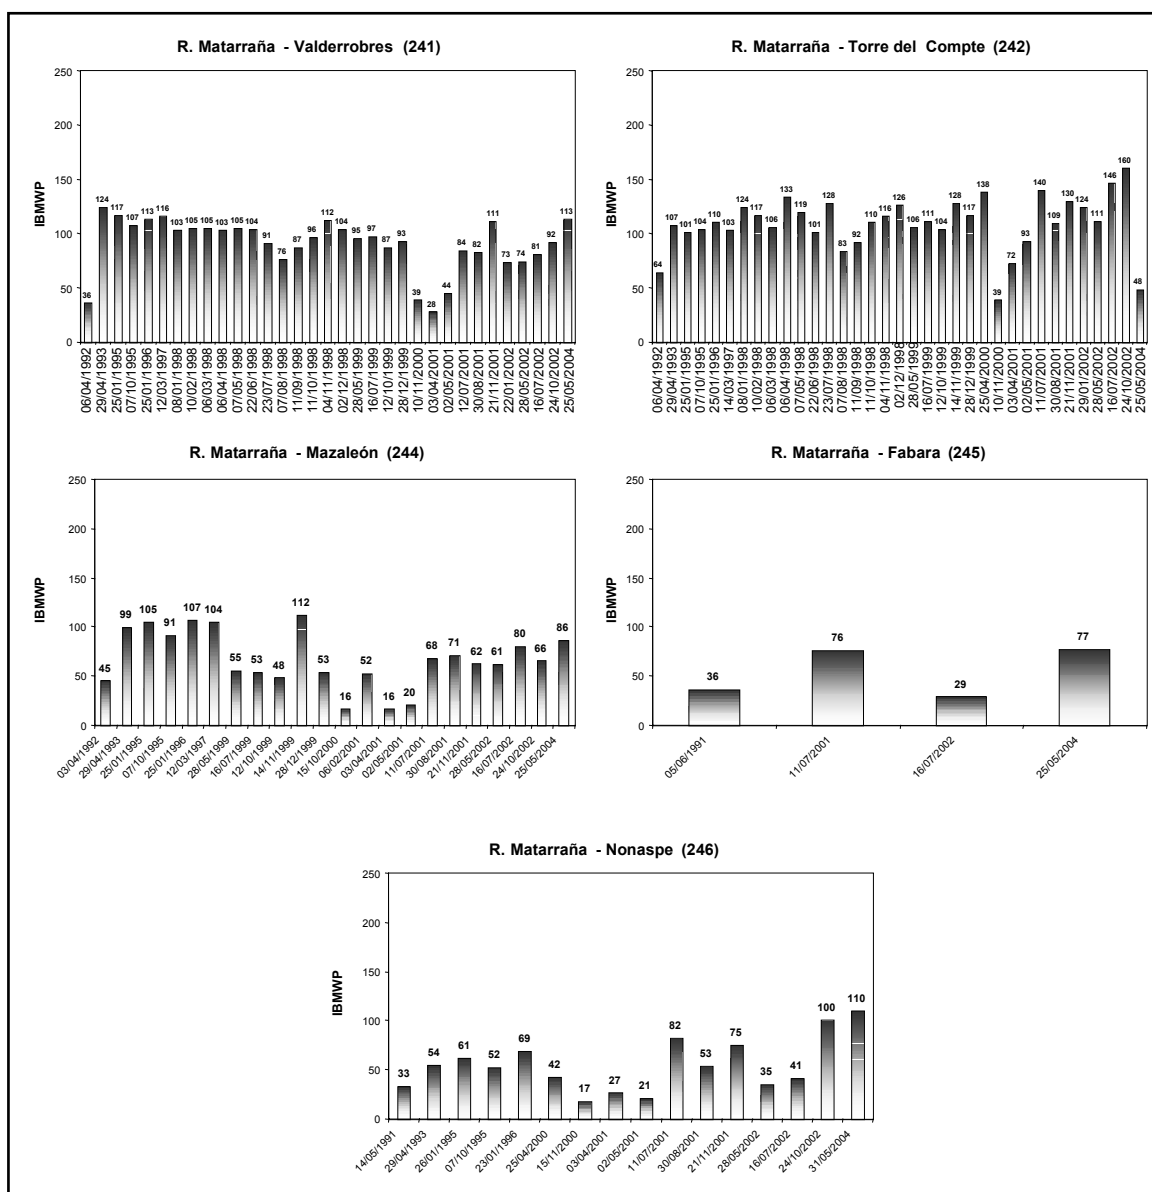 R. Matarraña - Valderrobres (241)
IBMWP
250
200
150
100
50
0
36 124 117 107 113 116 103 105 105 103 105 104 91 76 87 96 112 104 95 97 87 93 39 28 44 84 82 111 73 74 81 92 113
06/04/1992 29/04/1993 25/01/1995 07/10/1995 25/01/1996 12/03/1997 08/01/1998 10/02/1998 06/03/1998 06/04/1998 07/05/1998 22/06/1998 23/07/1998 07/08/1998 11/09/1998 11/10/1998 04/11/1998 02/12/1998 28/05/1999 16/07/1999 12/10/1999 28/12/1999 10/11/2000 03/04/2001 02/05/2001 12/07/2001 30/08/2001 21/11/2001 22/01/2002 28/05/2002 16/07/2002 24/10/2002 25/05/2004
R. Matarraña - Torre del Compte (242)
IBMWP
250
200
150
100
50
0
64 107 101 104 110 103 124 117 106 133 119 101 128 83 92 110 116 126 106 111 104 128 117 138 39 72 93 140 109 130 124 111 146 160 48
06/04/1992 29/04/1993 25/01/1995 07/10/1995 25/01/1996 14/03/1997 08/01/1998 10/02/1998 06/03/1998 06/04/1998 07/05/1998 22/06/1998 23/07/1998 07/08/1998 11/09/1998 11/10/1998 04/11/1998 02/12/1998 28/05/1999 16/07/1999 12/10/1999 14/11/1999 28/12/1999 25/04/2000 10/11/2000 03/04/2001 02/05/2001 11/07/2001 30/08/2001 21/11/2001 29/01/2002 28/05/2002 16/07/2002 24/10/2002 25/05/2004
R. Matarraña - Mazaleón (244)
IBMWP
250
200
150
100
50
0
45 99 105 91 107 104 55 53 48 112 53 16 52 16 20 68 71 62 61 80 66 86
03/04/1992 29/04/1993 25/01/1995 07/10/1995 25/01/1996 12/03/1997 28/05/1999 16/07/1999 12/10/1999 14/11/1999 28/12/1999 15/10/2000 06/02/2001 03/04/2001 02/05/2001 11/07/2001 30/08/2001 21/11/2001 28/05/2002 16/07/2002 24/10/2002 25/05/2004
R. Matarraña - Fabara (245)
IBMWP
250
200
150
100
50
0
36 76 29 77
05/06/1991 11/07/2001 16/07/2002 25/05/2004
R. Matarraña - Nonaspe (246)
IBMWP
250
200
150
100
50
0
33 54 61 52 69 42 17 27 21 82 53 75 35 41 100 110
14/05/1991 29/04/1993 26/01/1995 07/10/1995 23/01/1996 25/04/2000 15/11/2000 03/04/2001 02/05/2001 11/07/2001 30/08/2001 21/11/2001 28/05/2002 16/07/2002 24/10/2002 31/05/2004